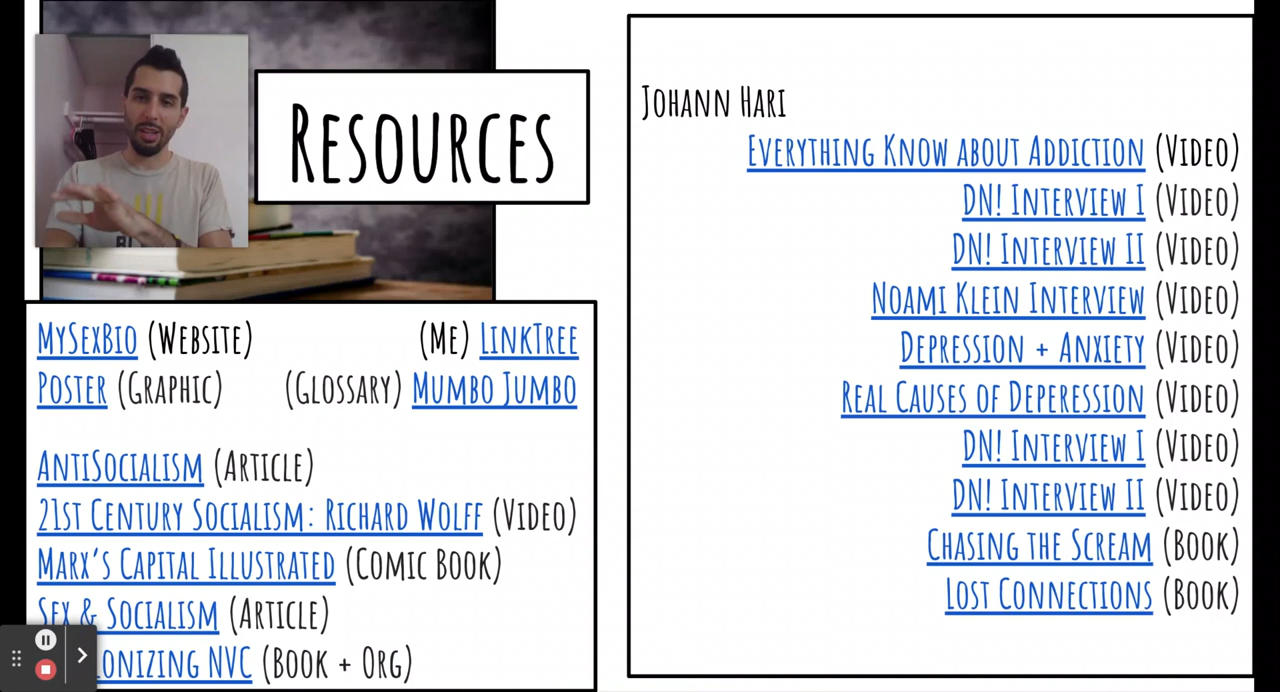 Resources
MySexBio (Website) (Me) LinkTree
Poster (Graphic) (Glossary) Mumbo Jumbo
AntiSocialism (Article)
21st Century Socialism: Richard Wolff (Video)
Marx's Capital Illustrated (Comic Book)
Sex & Socialism (Article)
NVC (Book + Org)
Johann Hari
Everything Know about Addiction (Video)
DN! Interview I (Video)
DN! Interview II (Video)
Noami Klein Interview (Video)
Depression + Anxiety (Video)
Real Causes of Deperession (Video)
DN! Interview I (Video)
DN! Interview II (Video)
Chasing the Scream (Book)
Lost Connections (Book)